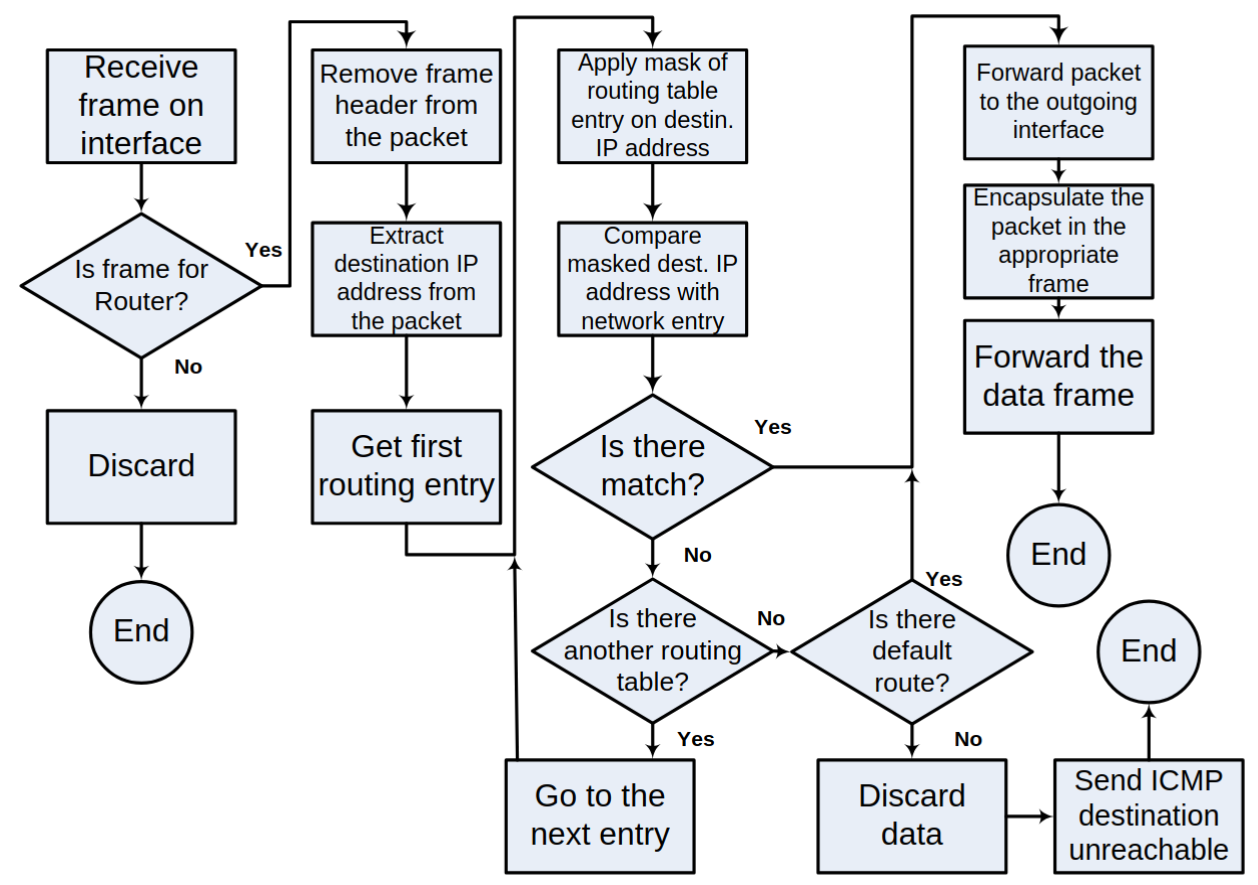 Receive
frame on
interface
Is frame for
Router?
Yes
No
Discard
End
Remove frame
header from
the packet
Extract
destination IP
address from
the packet
Get first
routing entry
Apply mask of
routing table
entry on destin.
IP address
Compare
masked dest. IP
address with
network entry
Is there
match?
Yes
No
Is there
another routing
table?
No
Yes
Go to the
next entry
Is there
default
route?
Yes
No
Discard
data
Send ICMP
destination
unreachable
End
Forward packet
to the outgoing
interface
Encapsulate the
packet in the
appropriate
frame
Forward the
data frame
End